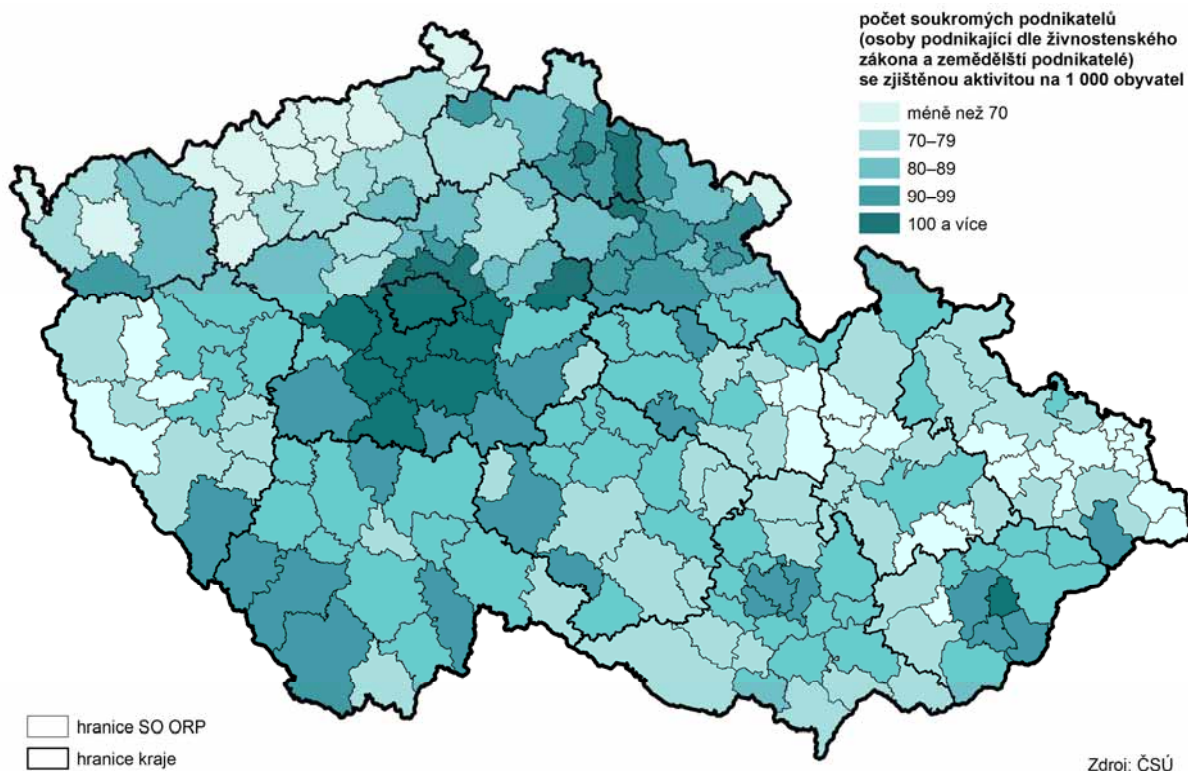 počet soukromých podnikatelů
(osoby podnikající dle živnostenského
zákona a zemědělští podnikatelé)
se zjištěnou aktivitou na 1 000 obyvatel
méně než 70
70–79
80–89
90–99
100 a více
hranice SO ORP
hranice kraje
Zdroj: ČSÚ